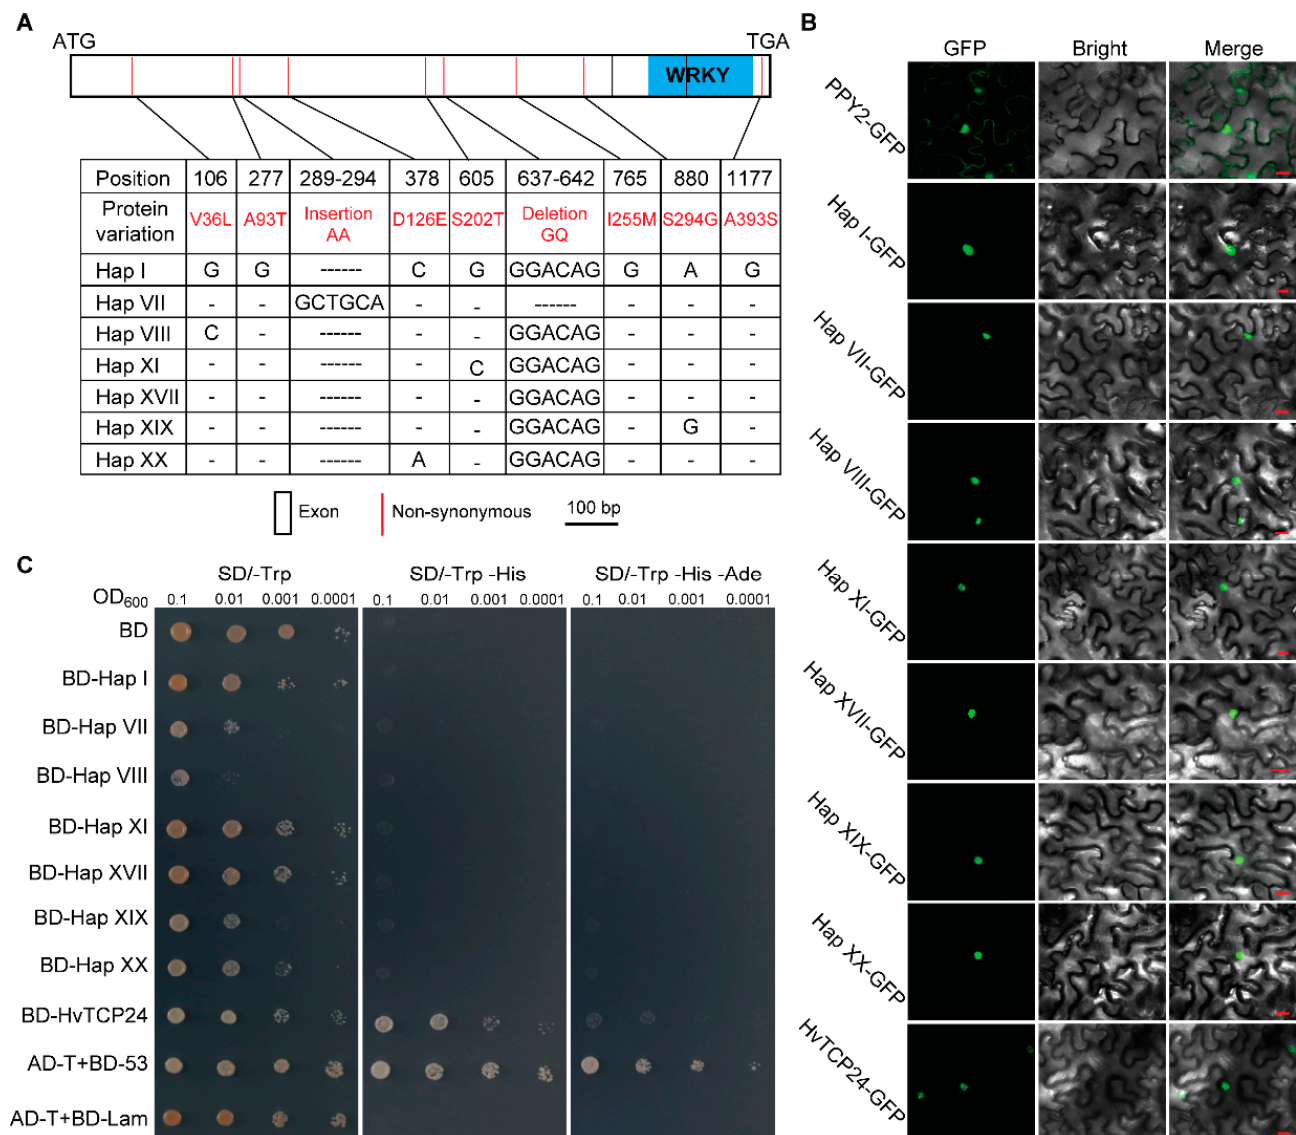 A
ATG
TGA
WRKY
Position 106 277 289-294 378 605 637-642 765 880 1177
Protein variation V36L A93T Insertion AA D126E S202T Deletion GQ I255M S294G A393S
Hap I G G ------ C G GGACAG G A G
Hap VII - - GCTGCA - - ------ - - -
Hap VIII C - ------ - - GGACAG - - -
Hap XI - - ------ - C GGACAG - - -
Hap XVII - - ------ - - GGACAG - - -
Hap XIX - - ------ - - GGACAG - G -
Hap XX - - ------ A - GGACAG - - -
Exon
Non-synonymous
100 bp
B
GFP Bright Merge
PPY2-GFP
Hap I-GFP
Hap VII-GFP
Hap VIII-GFP
Hap XI-GFP
Hap XVII-GFP
Hap XIX-GFP
Hap XX-GFP
HvTCP24-GFP
C
SD/-Trp SD/-Trp -His SD/-Trp -His -Ade
OD600 0.1 0.01 0.001 0.0001 0.1 0.01 0.001 0.0001 0.1 0.01 0.001 0.0001
BD
BD-Hap I
BD-Hap VII
BD-Hap VIII
BD-Hap XI
BD-Hap XVII
BD-Hap XIX
BD-Hap XX
BD-HvTCP24
AD-T+BD-53
AD-T+BD-Lam